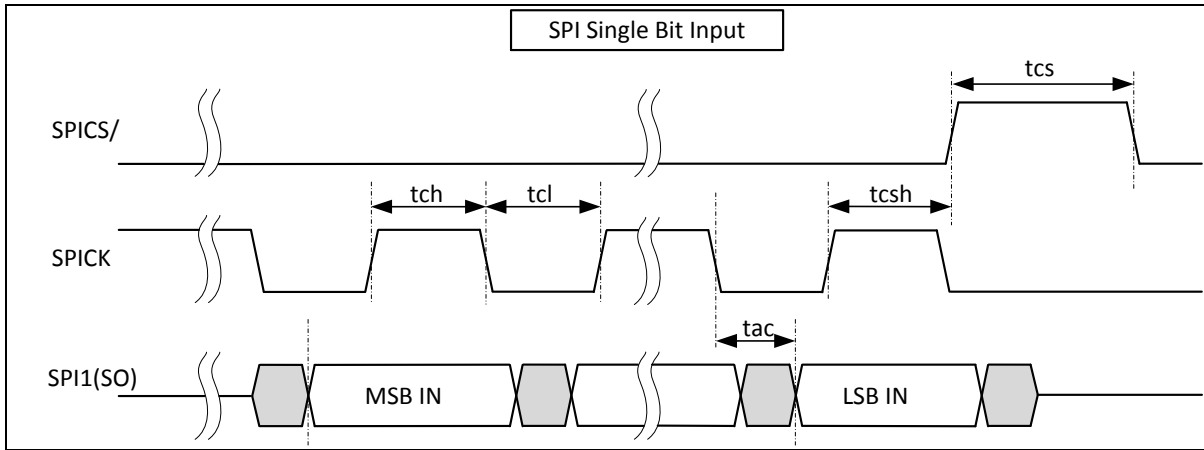 SPI Single Bit Input
tcs
SPICS/
tch
tcl
tcsh
SPICK
tac
SPI1(SO)
MSB IN
LSB IN